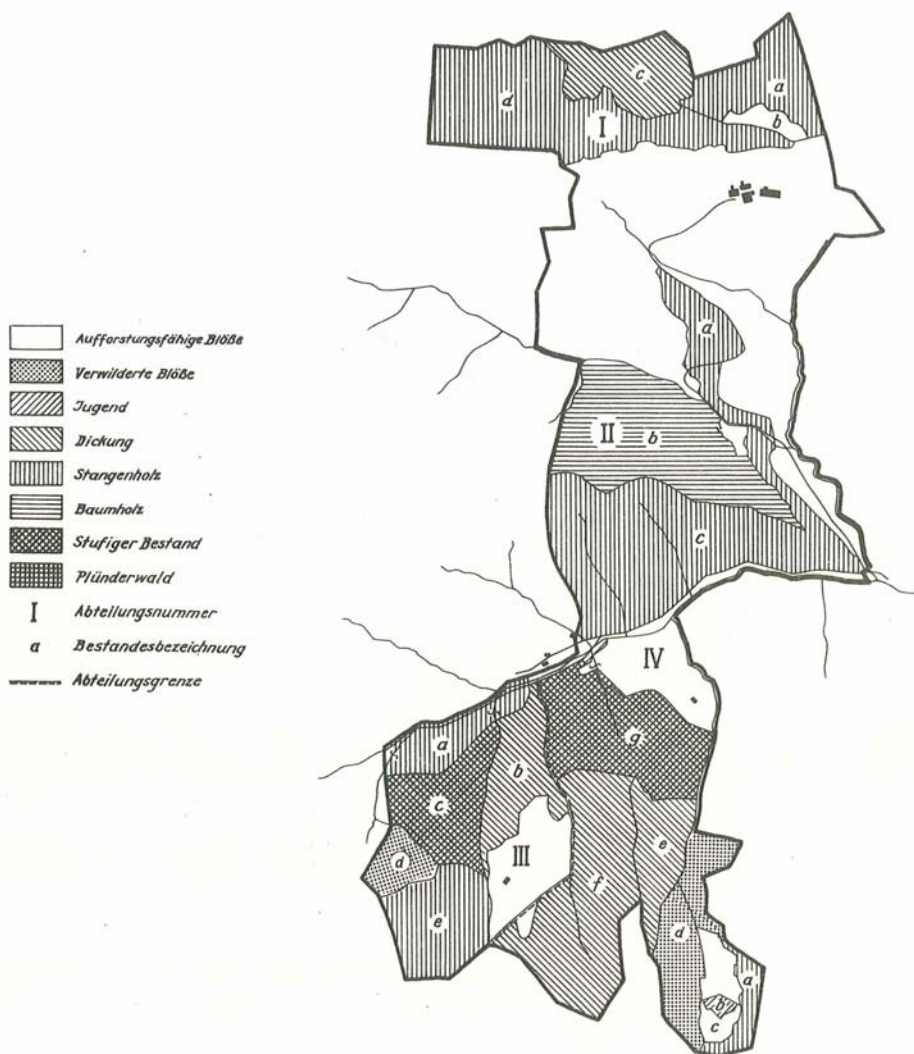 c
a
d
b
I
a
Aufforstungsfähige Blöße
Verwilderte Blöße
Jugend
Dickung
Stangenholz
Baumholz
Stufiger Bestand
Plünderwald
I Abteilungsnummer
a Bestandesbezeichnung
Abteilungsgrenze
II b
c
IV
a
b
g
c
III
d
e
f
e
d
a
b
c